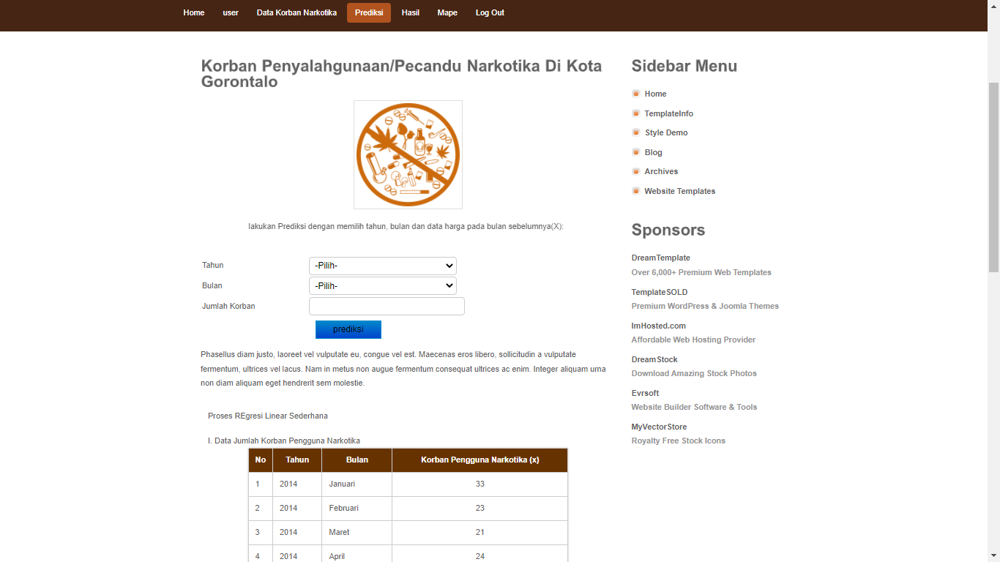 Home user Data Korban Narkotika Prediksi Hasil Mape Log Out
Korban Penyalahgunaan/Pecandu Narkotika Di Kota
Gorontalo
lakukan Prediksi dengan memilih tahun, bulan dan data harga pada bulan sebelumnya(X):
Tahun -Pilih-
Bulan -Pilih-
Jumlah Korban
prediksi
Phasellus diam justo, laoreet vel vulputate eu, congue vel est. Maecenas eros libero, sollicitudin a vulputate
fermentum, ultrices vel lacus. Nam in metus non augue fermentum consequat ultrices ac enim. Integer aliquam urna
non diam aliquam eget hendrerit sem molestie.
Proses REgresi Linear Sederhana
I. Data Jumlah Korban Pengguna Narkotika
No Tahun Bulan Korban Pengguna Narkotika (x)
1 2014 Januari 33
2 2014 Februari 23
3 2014 Maret 21
4 2014 April 24
Sidebar Menu
Home
TemplateInfo
Style Demo
Blog
Archives
Website Templates
Sponsors
DreamTemplate
Over 6,000+ Premium Web Templates
TemplateSOLD
Premium WordPress & Joomla Themes
ImHosted.com
Affordable Web Hosting Provider
DreamStock
Download Amazing Stock Photos
Evrsoft
Website Builder Software & Tools
MyVectorStore
Royalty Free Stock Icons